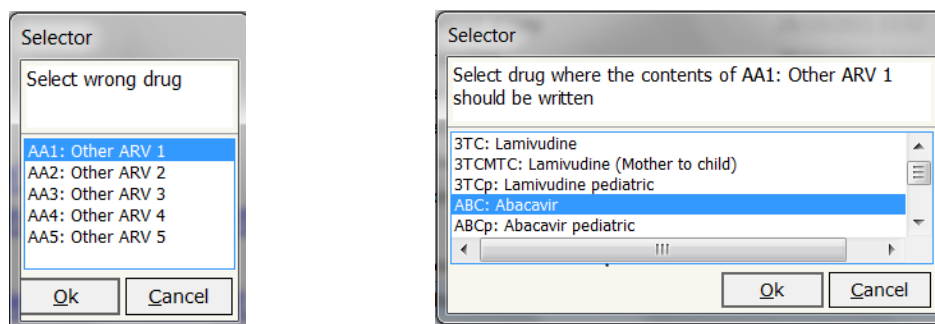 Selector
Select wrong drug
AA1: Other ARV 1
AA2: Other ARV 2
AA3: Other ARV 3
AA4: Other ARV 4
AA5: Other ARV 5
Ok
Cancel
Selector
Select drug where the contents of AA1: Other ARV 1
should be written
3TC: Lamivudine
3TCMTC: Lamivudine (Mother to child)
3TCp: Lamivudine pediatric
ABC: Abacavir
ABCp: Abacavir pediatric
Ok
Cancel